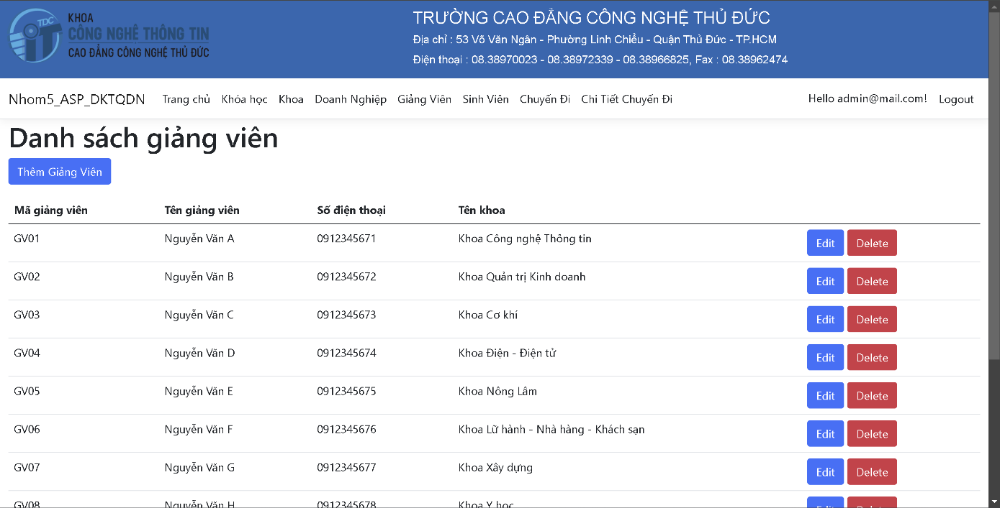 TDC
KHOA
CÔNG NGHỆ THÔNG TIN
CAO ĐẲNG CÔNG NGHỆ THỦ ĐỨC
TRƯỜNG CAO ĐẲNG CÔNG NGHỆ THỦ ĐỨC
Địa chỉ : 53 Võ Văn Ngân - Phường Linh Chiểu - Quận Thủ Đức - TP.HCM
Điện thoại : 08.38970023 - 08.38972339 - 08.38966825, Fax : 08.38962474
Nhom5_ASP_DKTQDN Trang chủ Khóa học Khoa Doanh Nghiệp Giảng Viên Sinh Viên Chuyến Đi Chi Tiết Chuyến Đi Hello admin@mail.com! Logout
Danh sách giảng viên
Thêm Giảng Viên
Mã giảng viên Tên giảng viên Số điện thoại Tên khoa
GV01 Nguyễn Văn A 0912345671 Khoa Công nghệ Thông tin Edit Delete
GV02 Nguyễn Văn B 0912345672 Khoa Quản trị Kinh doanh Edit Delete
GV03 Nguyễn Văn C 0912345673 Khoa Cơ khí Edit Delete
GV04 Nguyễn Văn D 0912345674 Khoa Điện - Điện tử Edit Delete
GV05 Nguyễn Văn E 0912345675 Khoa Nông Lâm Edit Delete
GV06 Nguyễn Văn F 0912345676 Khoa Lữ hành - Nhà hàng - Khách sạn Edit Delete
GV07 Nguyễn Văn G 0912345677 Khoa Xây dựng Edit Delete
GV08 Nguyễn Văn H 0912345678 Khoa Y học Edit Delete